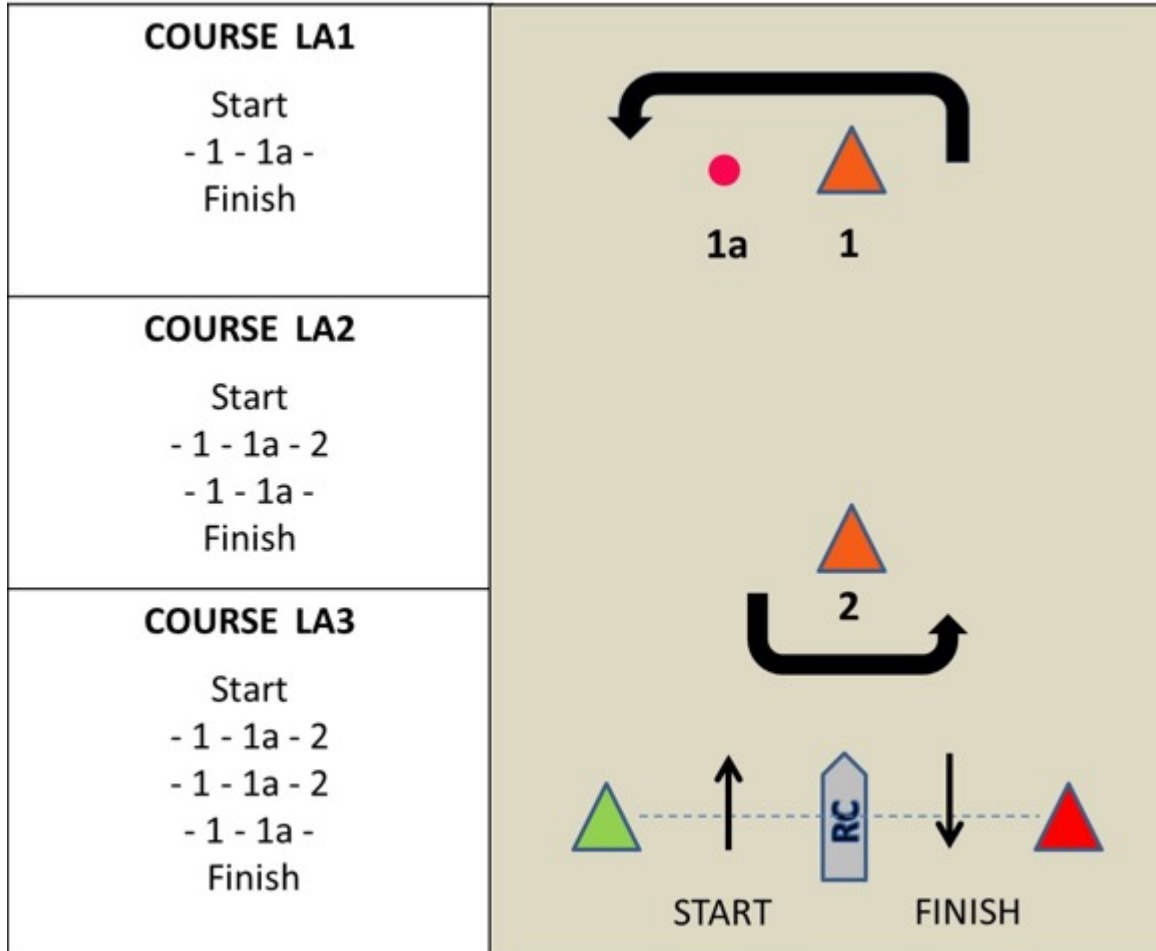 COURSE LA1
Start
- 1 - 1a -
Finish
COURSE LA2
Start
- 1 - 1a - 2
- 1 - 1a -
Finish
COURSE LA3
Start
- 1 - 1a - 2
- 1 - 1a - 2
- 1 - 1a -
Finish
1a 1
2
RC
START FINISH